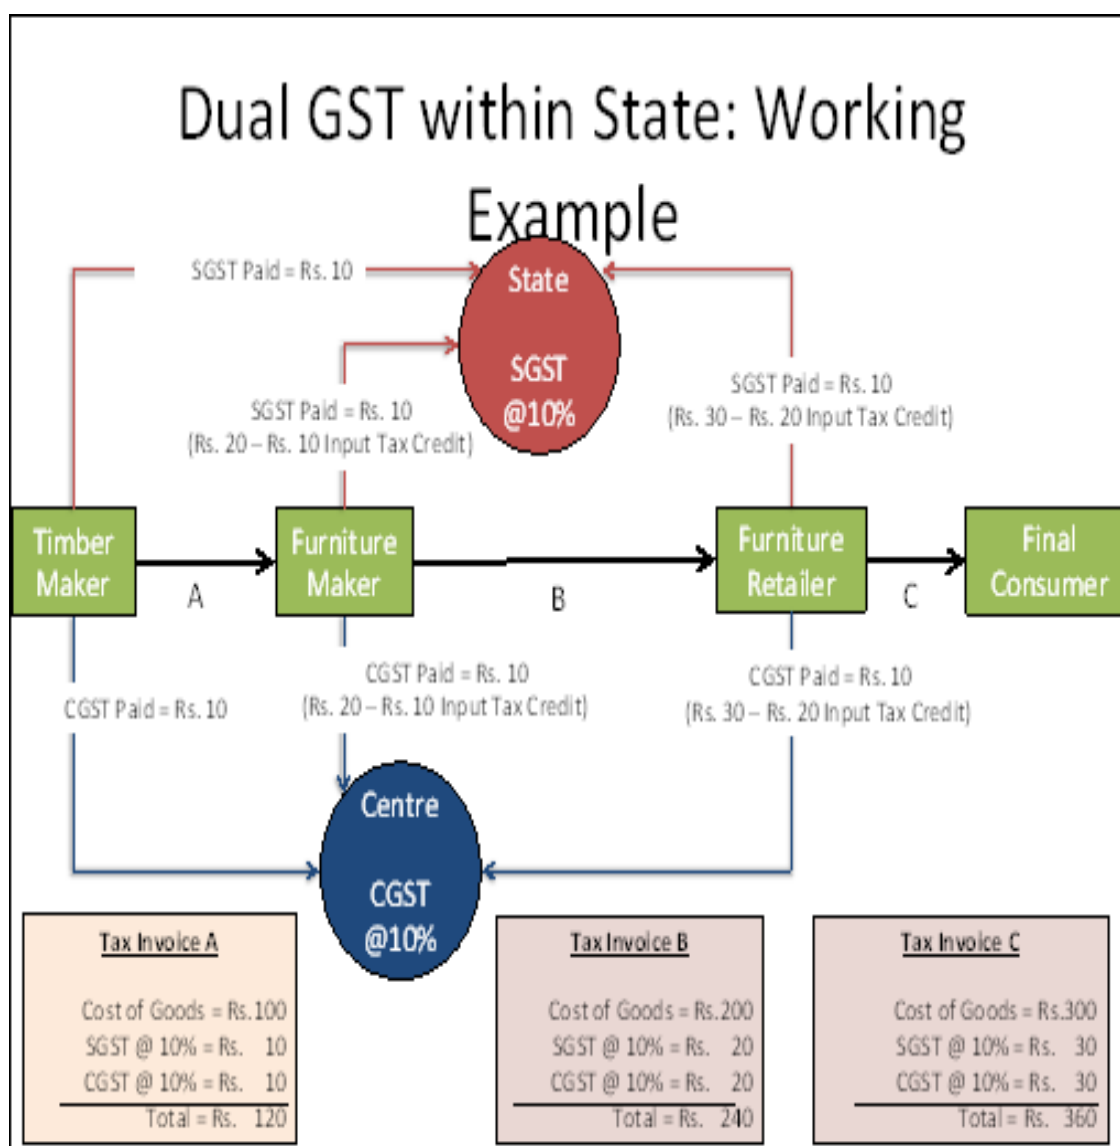 Dual GST within State: Working
Example
SGST Paid = Rs. 10
State
SGST
@10%
SGST Paid = Rs. 10
(Rs. 20 – Rs. 10 Input Tax Credit)
SGST Paid = Rs. 10
(Rs. 30 – Rs. 20 Input Tax Credit)
Timber
Maker
A
Furniture
Maker
B
Furniture
Retailer
C
Final
Consumer
CGST Paid = Rs. 10
CGST Paid = Rs. 10
(Rs. 20 – Rs. 10 Input Tax Credit)
CGST Paid = Rs. 10
(Rs. 30 – Rs. 20 Input Tax Credit)
Centre
CGST
@10%
Tax Invoice A
Cost of Goods = Rs.100
SGST @ 10% = Rs. 10
CGST @ 10% = Rs. 10
Total = Rs. 120
Tax Invoice B
Cost of Goods = Rs.200
SGST @ 10% = Rs. 20
CGST @ 10% = Rs. 20
Total = Rs. 240
Tax Invoice C
Cost of Goods = Rs.300
SGST @ 10% = Rs. 30
CGST @ 10% = Rs. 30
Total = Rs. 360